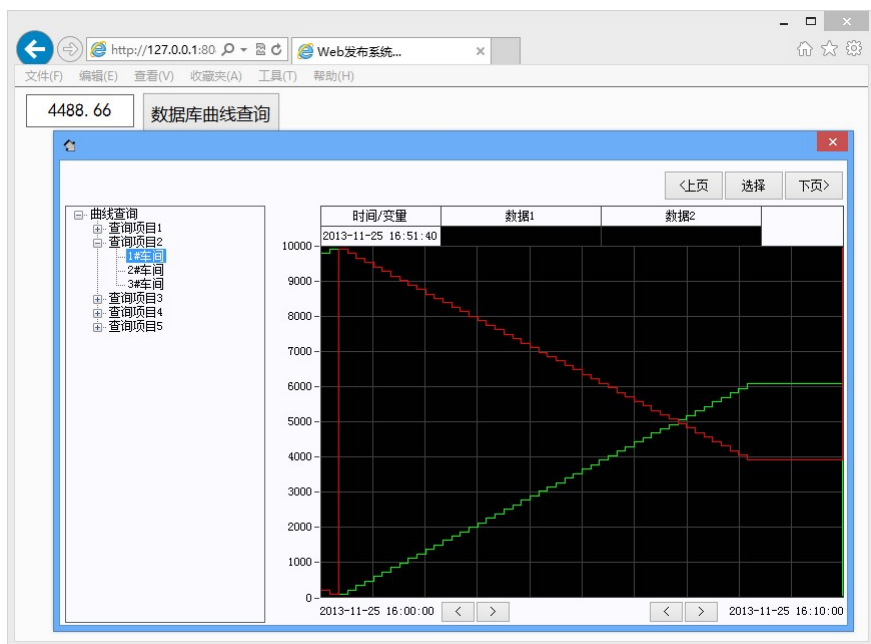 http://127.0.0.1:80
Web发布系统...
文件(F) 编辑(E) 查看(V) 收藏夹(A) 工具(T) 帮助(H)
4488.66 数据库曲线查询
<上页 选择 下页>
曲线查询
查询项目1
查询项目2
1#车间
2#车间
3#车间
查询项目3
查询项目4
查询项目5
时间/变量 数据1 数据2
2013-11-25 16:51:40
10000
9000
8000
7000
6000
5000
4000
3000
2000
1000
0
2013-11-25 16:00:00 < > < > 2013-11-25 16:10:00